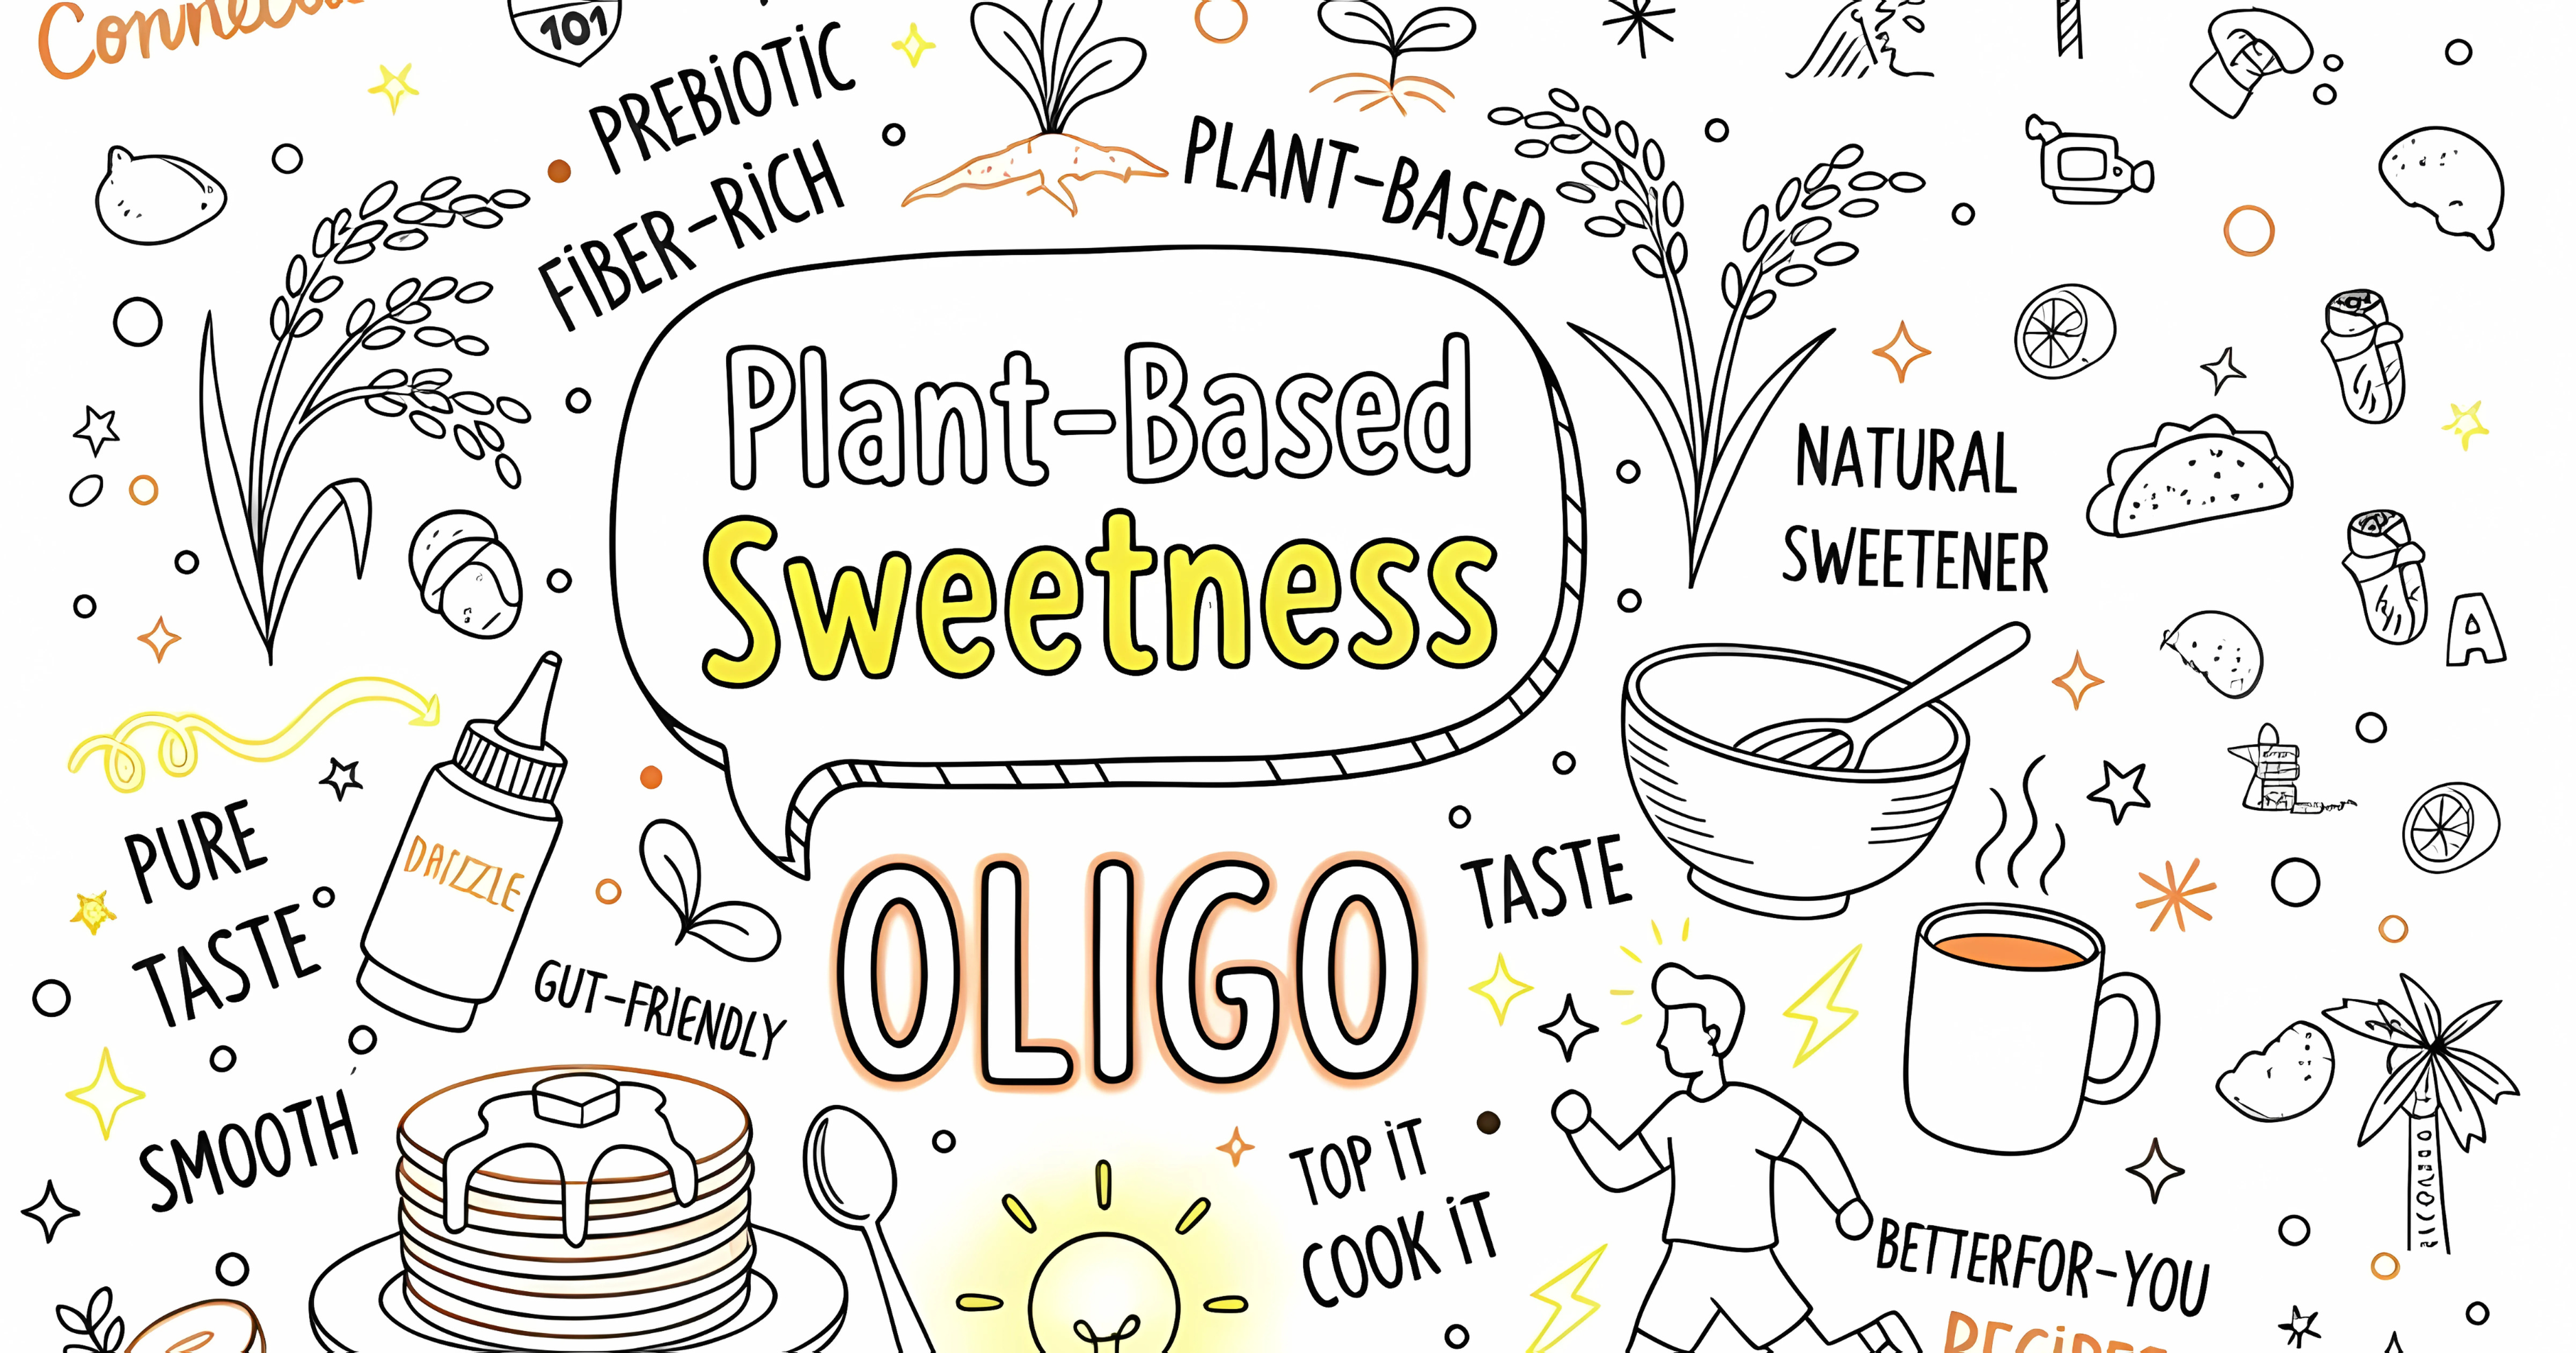 101
PREBIOTIC
FIBER-RICH
PLANT-BASED
Plant-Based
Sweetness
NATURAL
SWEETENER
A
PURE
TASTE
DAIZZLE
GUT-FRIENDLY
OLIGO
TASTE
SMOOTH
TOP IT
COOK IT
BETTERFOR-YOU